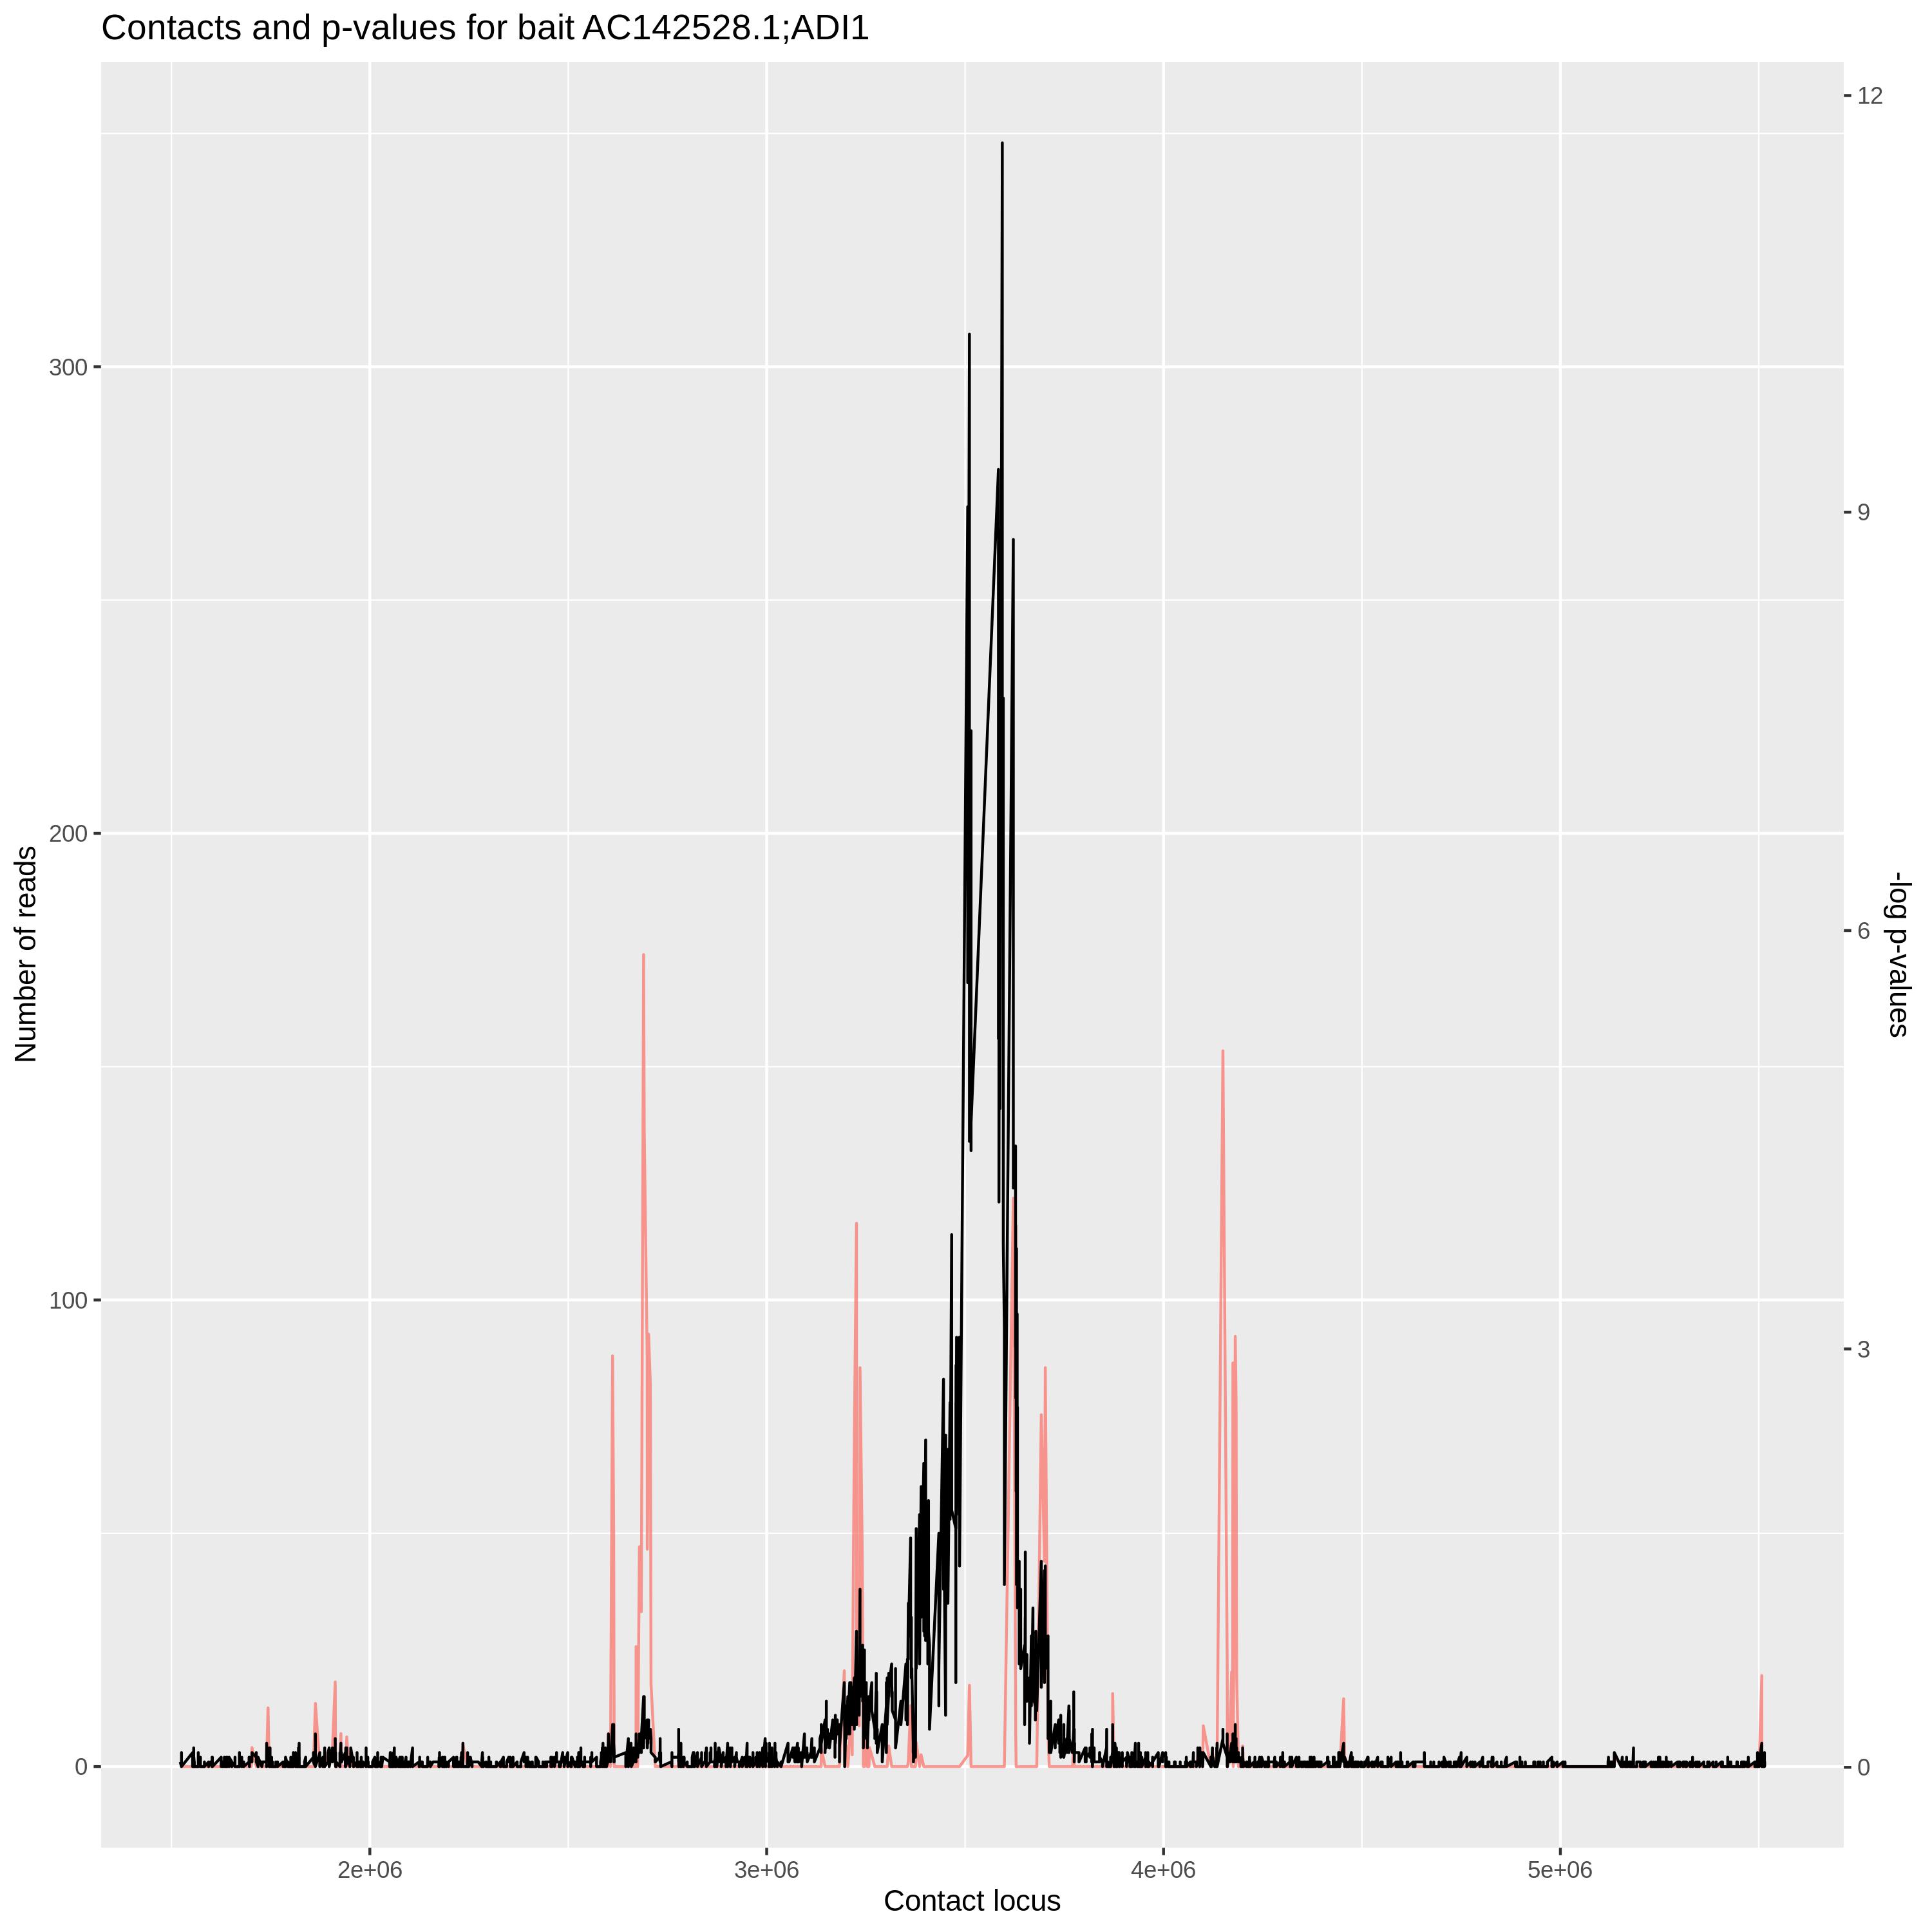 Contacts and p-values for bait AC142528.1;ADI1
12
300
9
200
Number of reads
-log p-values
6
100
3
0
0
2e+06
3e+06
4e+06
5e+06
Contact locus